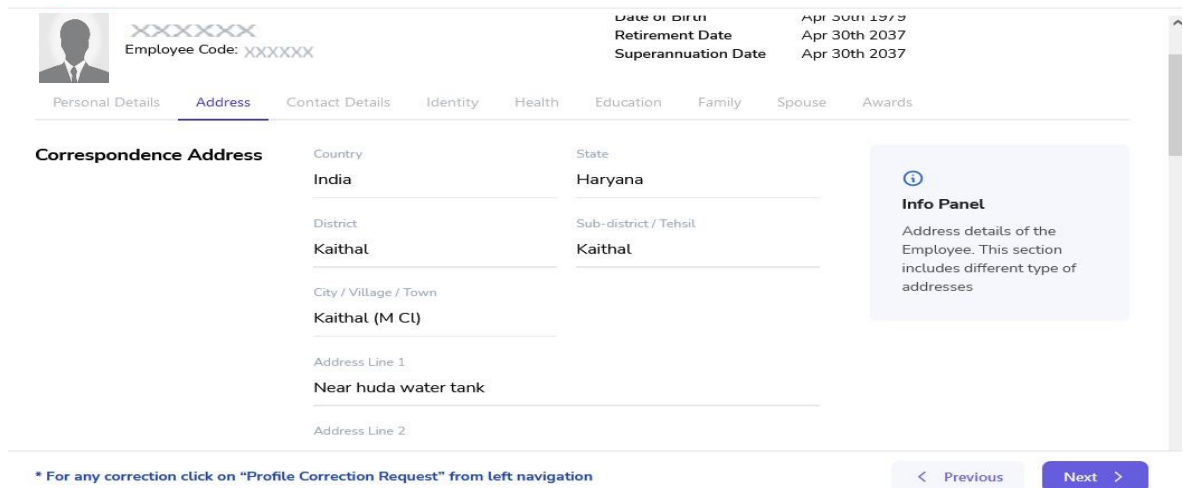 XXXXXXX
Employee Code: XXXXXX
Date of Birth Apr 30th 1979
Retirement Date Apr 30th 2037
Superannuation Date Apr 30th 2037
Personal Details Address Contact Details Identity Health Education Family Spouse Awards
Correspondence Address
Country State
India Haryana
District Sub-district / Tehsil
Kaithal Kaithal
City / Village / Town
Kaithal (M Cl)
Address Line 1
Near huda water tank
Address Line 2
Info Panel
Address details of the
Employee. This section
includes different type of
addresses
* For any correction click on “Profile Correction Request” from left navigation
< Previous Next >